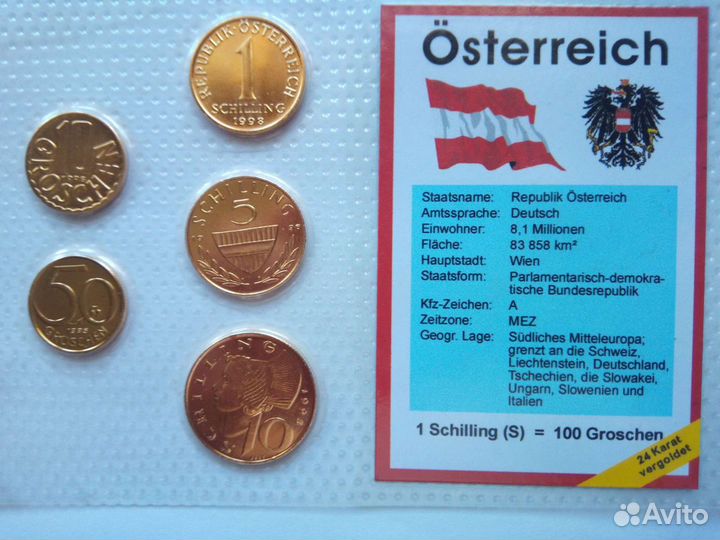 REPUBLIK·ÖSTERREICH
1
SCHILLING
1998
10
GROSCHEN
SCHILLING
5
50
GROSCHEN
SCHILLING
1998
10
Österreich
Staatsname: Republik Österreich
Amtssprache: Deutsch
Einwohner: 8,1 Millionen
Fläche: 83 858 km²
Hauptstadt: Wien
Staatsform: Parlamentarisch-demokra-
tische Bundesrepublik
Kfz-Zeichen: A
Zeitzone: MEZ
Geogr. Lage: Südliches Mitteleuropa;
grenzt an die Schweiz,
Liechtenstein, Deutschland,
Tschechien, die Slowakei,
Ungarn, Slowenien und
Italien
1 Schilling (S) = 100 Groschen
24 Karat
vergoldet
Avito